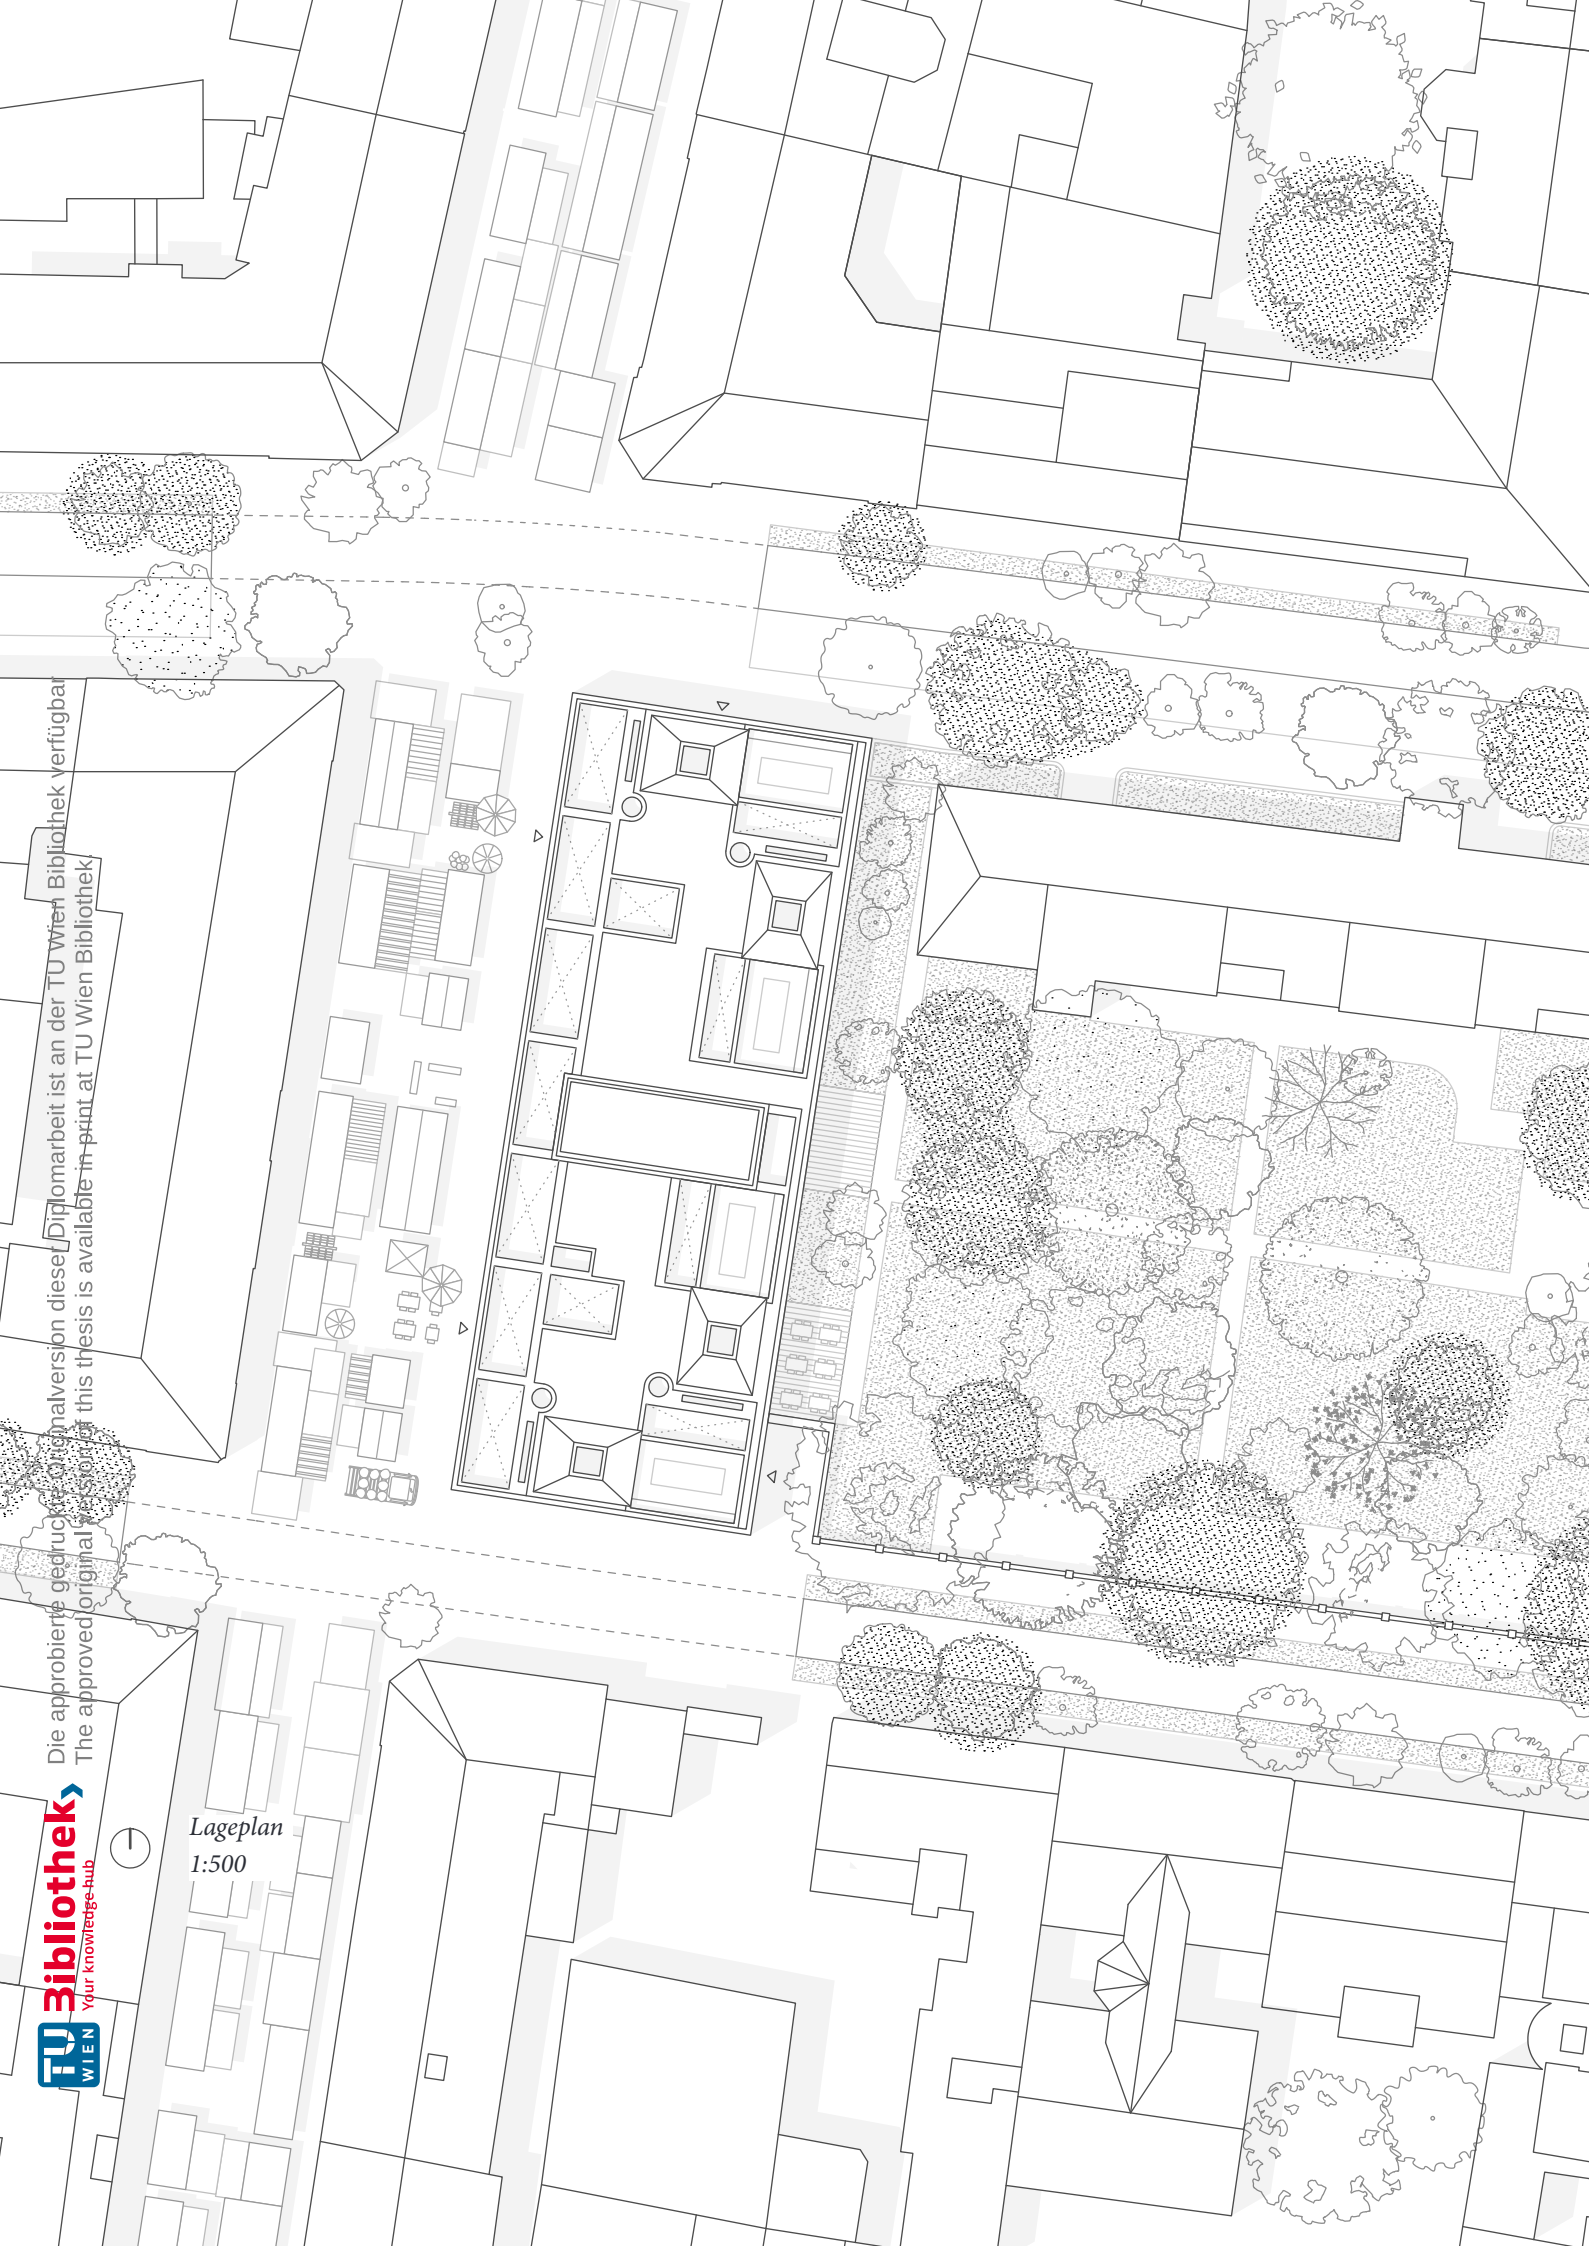 Die approbierte gedruckte Originalversion dieser Diplomarbeit ist an der TU Wien Bibliothek verfügbar
The approved original version of this thesis is available in print at TU Wien Bibliothek.
Bibliothek
Your knowledge hub
TU
WIEN
Lageplan
1:500